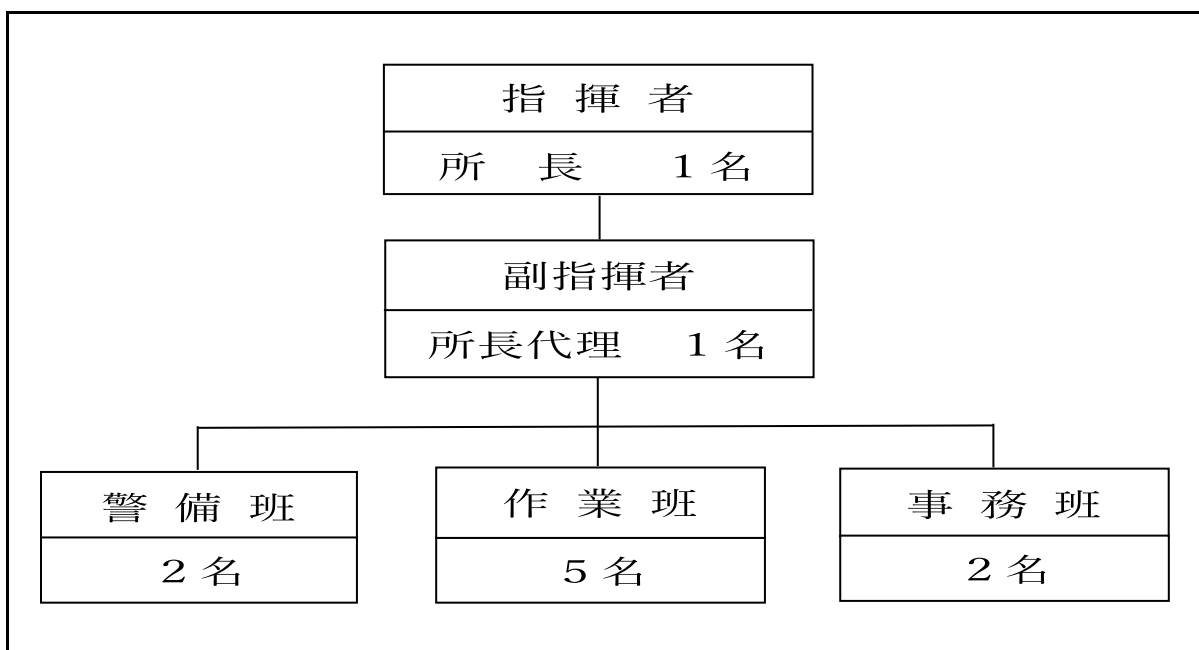 指 揮 者
所 長 1 名
副指揮者
所長代理 1 名
警 備 班
2 名
作 業 班
5 名
事 務 班
2 名